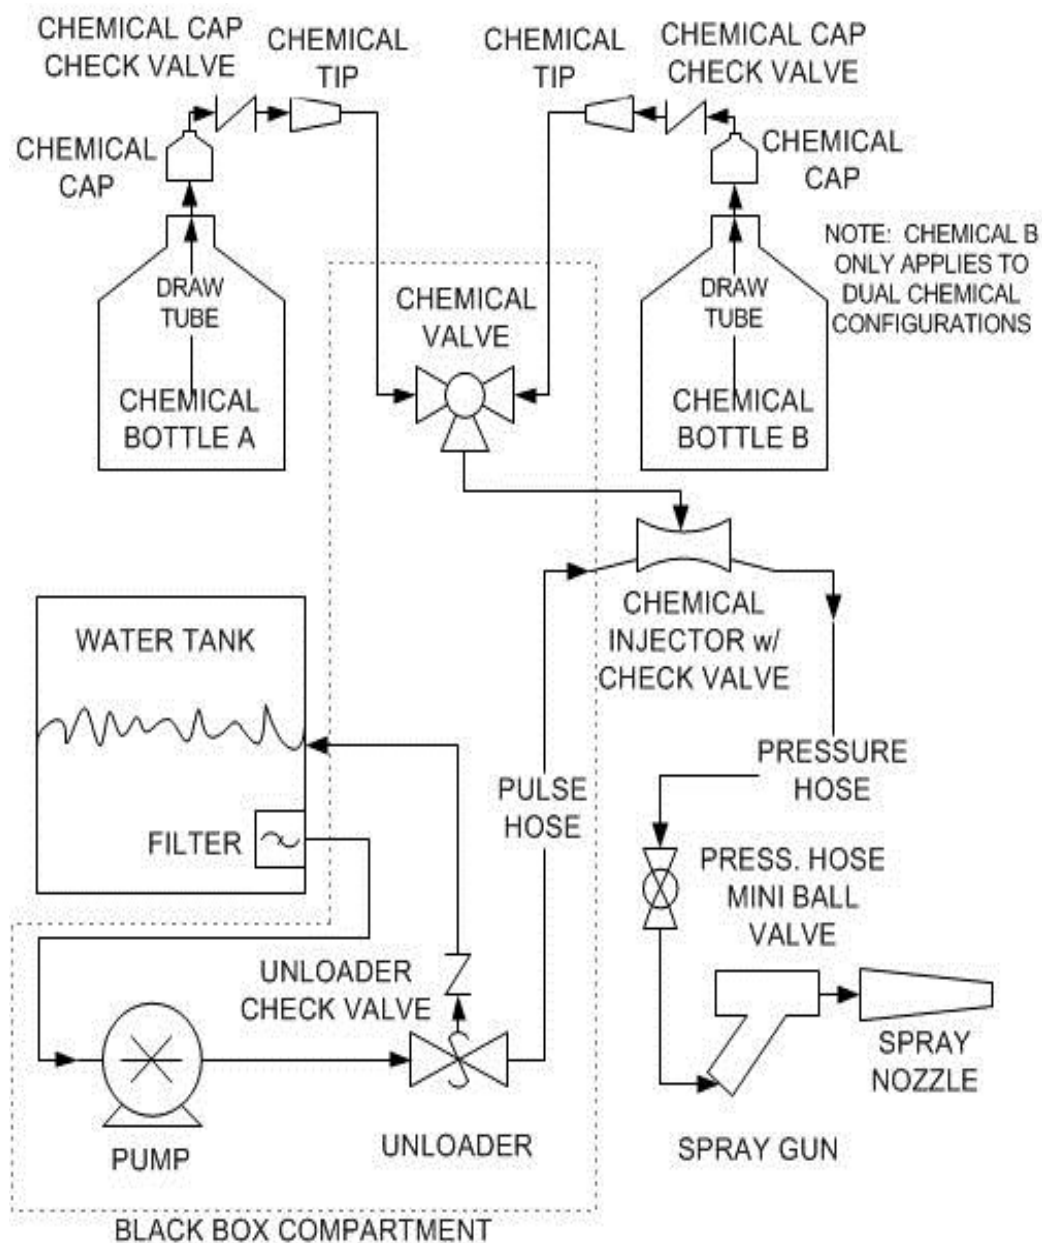 CHEMICAL CAP
CHECK VALVE
CHEMICAL
TIP
CHEMICAL
TIP
CHEMICAL CAP
CHECK VALVE
CHEMICAL
CAP
CHEMICAL
CAP
NOTE: CHEMICAL B
ONLY APPLIES TO
DUAL CHEMICAL
CONFIGURATIONS
DRAW
TUBE
CHEMICAL
VALVE
DRAW
TUBE
CHEMICAL
BOTTLE A
CHEMICAL
BOTTLE B
CHEMICAL
INJECTOR w/
CHECK VALVE
WATER TANK
PRESSURE
HOSE
PULSE
HOSE
FILTER
PRESS. HOSE
MINI BALL
VALVE
UNLOADER
CHECK VALVE
SPRAY
NOZZLE
PUMP
UNLOADER
SPRAY GUN
BLACK BOX COMPARTMENT